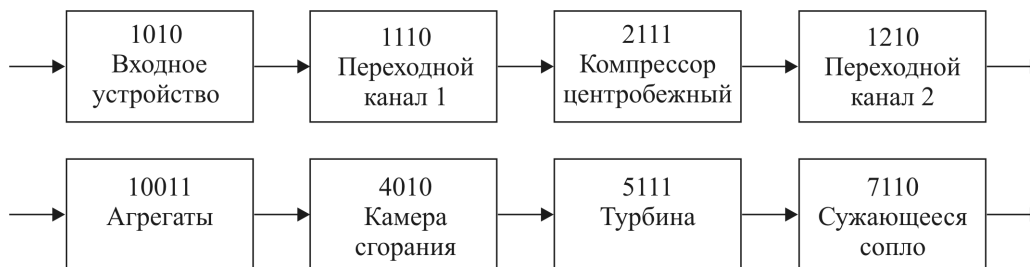 1010
Входное
устройство
1110
Переходной
канал 1
2111
Компрессор
центробежный
1210
Переходной
канал 2
10011
Агрегаты
4010
Камера
сгорания
5111
Турбина
7110
Сужающееся
сопло